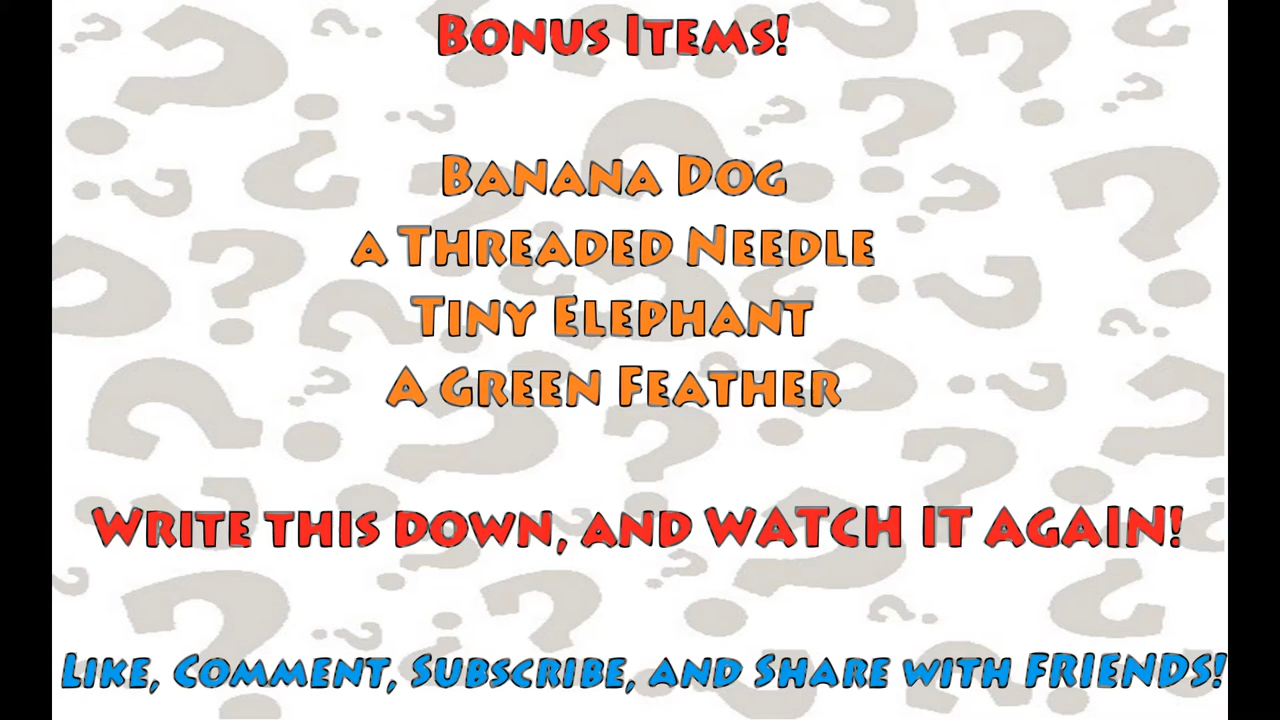 Bonus Items!
Banana Dog
a Threaded Needle
Tiny Elephant
A Green Feather
Write this down, and WATCH IT AGAIN!
Like, Comment, Subscribe, and Share with FRIENDS!